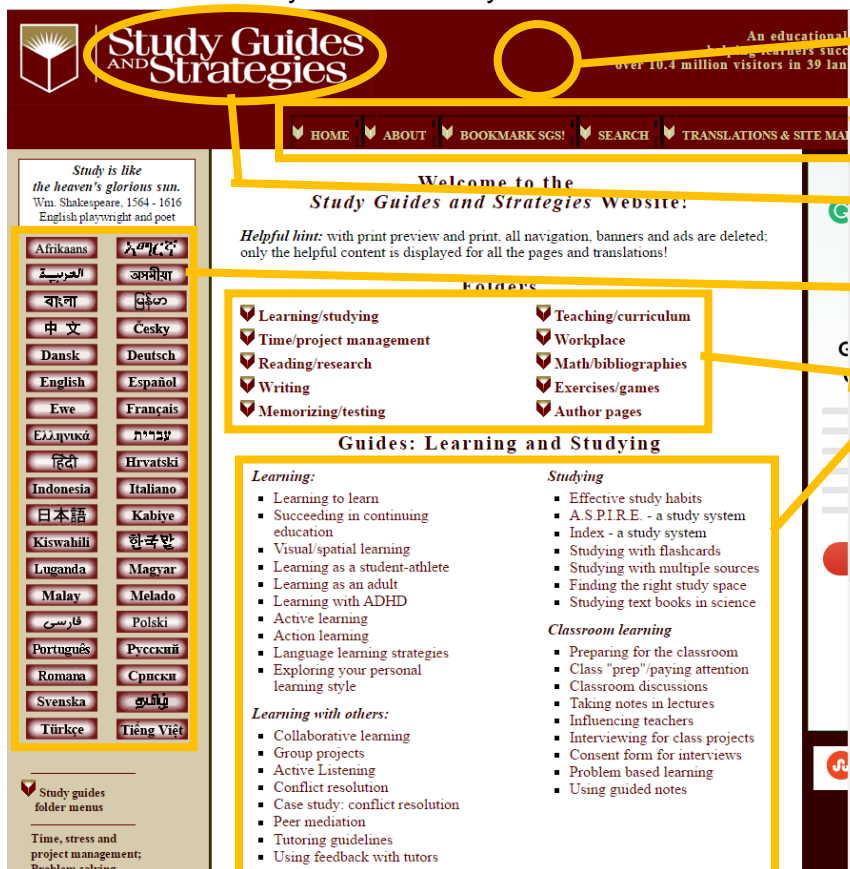 Study Guides
AND Strategies
An educational
helping learners succ
over 10.4 million visitors in 39 lan
HOME ABOUT BOOKMARK SGS! SEARCH TRANSLATIONS & SITE MA
Study is like
the heaven's glorious sun.
Wm. Shakespeare, 1564 - 1616
English playwright and poet
Afrikaans አማርኛ
العربية অসমীয়া
বাংলা မြန်မာ
中 文 Česky
Dansk Deutsch
English Español
Ewe Français
Ελληνικά עברית
हिंदी Hrvatski
Indonesia Italiano
日本語 Kabiye
Kiswahili 한국말
Luganda Magyar
Malay Melado
فارسی Polski
Português Русский
Romana Српски
Svenska தமிழ்
Türkçe Tiếng Việt
Study guides
folder menus
Time, stress and
project management;
Problem solving
Welcome to the
Study Guides and Strategies Website!
Helpful hint: with print preview and print, all navigation, banners and ads are deleted;
only the helpful content is displayed for all the pages and translations!
Folders
Learning/studying
Time/project management
Reading/research
Writing
Memorizing/testing
Teaching/curriculum
Workplace
Math/bibliographies
Exercises/games
Author pages
Guides: Learning and Studying
Learning:
Learning to learn
Succeeding in continuing
education
Visual/spatial learning
Learning as a student-athlete
Learning as an adult
Learning with ADHD
Active learning
Action learning
Language learning strategies
Exploring your personal
learning style
Learning with others:
Collaborative learning
Group projects
Active Listening
Conflict resolution
Case study: conflict resolution
Peer mediation
Tutoring guidelines
Using feedback with tutors
Studying
Effective study habits
A.S.P.I.R.E. - a study system
Index - a study system
Studying with flashcards
Studying with multiple sources
Finding the right study space
Studying text books in science
Classroom learning
Preparing for the classroom
Class "prep"/paying attention
Classroom discussions
Taking notes in lectures
Influencing teachers
Interviewing for class projects
Consent form for interviews
Problem based learning
Using guided notes